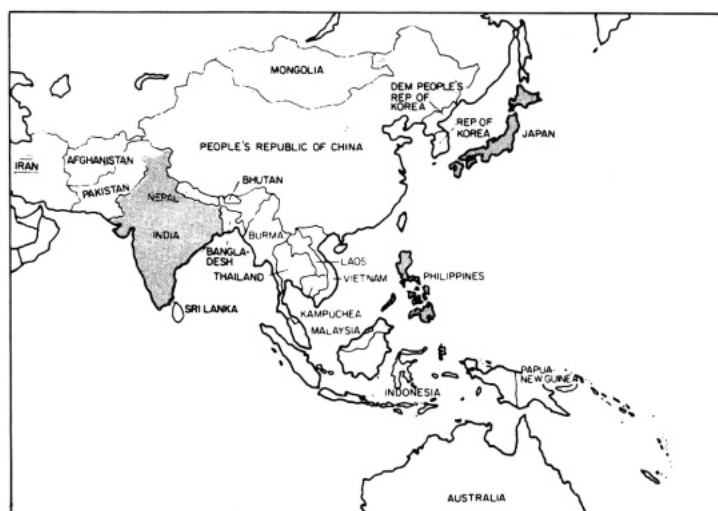 MONGOLIA
DEM PEOPLE'S
REP OF
KOREA
REP OF
KOREA
JAPAN
PEOPLE'S REPUBLIC OF CHINA
IRAN
AFGHANISTAN
PAKISTAN
NEPAL
BHUTAN
INDIA
BURMA
BANGLA-
DESH
LAOS
THAILAND
VIETNAM
PHILIPPINES
SRI LANKA
KAMPUCHEA
MALAYSIA
INDONESIA
PAPUA-
NEW GUINEA
AUSTRALIA